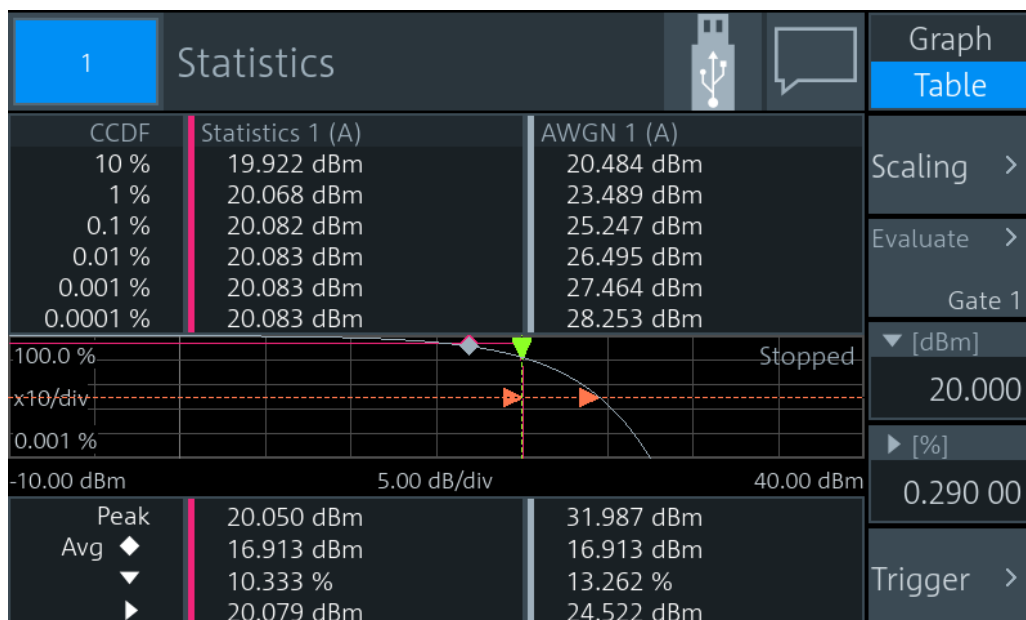 1 Statistics Graph
Table
CCDF Statistics 1 (A) AWGN 1 (A)
10 % 19.922 dBm 20.484 dBm
1 % 20.068 dBm 23.489 dBm
0.1 % 20.082 dBm 25.247 dBm
0.01 % 20.083 dBm 26.495 dBm
0.001 % 20.083 dBm 27.464 dBm
0.0001 % 20.083 dBm 28.253 dBm
Scaling >
Evaluate >
Gate 1
100.0 % Stopped
x10/div
0.001 %
-10.00 dBm 5.00 dB/div 40.00 dBm
▼ [dBm]
20.000
▶ [%]
0.290 00
Peak 20.050 dBm 31.987 dBm
Avg ◆ 16.913 dBm 16.913 dBm
▼ 10.333 % 13.262 %
▶ 20.079 dBm 24.522 dBm
Trigger >